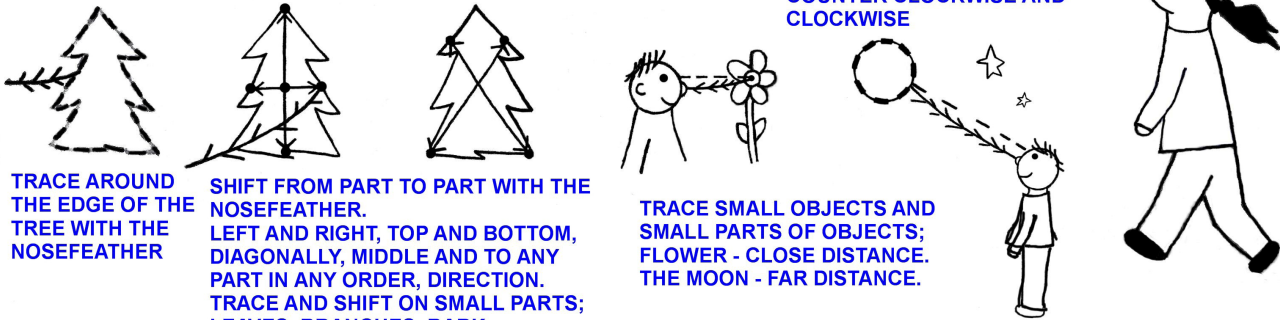 COUNTER CLOCKWISE AND
CLOCKWISE
TRACE AROUND
THE EDGE OF THE
TREE WITH THE
NOSEFEATHER
SHIFT FROM PART TO PART WITH THE
NOSEFEATHER.
LEFT AND RIGHT, TOP AND BOTTOM,
DIAGONALLY, MIDDLE AND TO ANY
PART IN ANY ORDER, DIRECTION.
TRACE AND SHIFT ON SMALL PARTS;
LEAVES, BRANCHES, BARK
TRACE SMALL OBJECTS AND
SMALL PARTS OF OBJECTS;
FLOWER - CLOSE DISTANCE.
THE MOON - FAR DISTANCE.